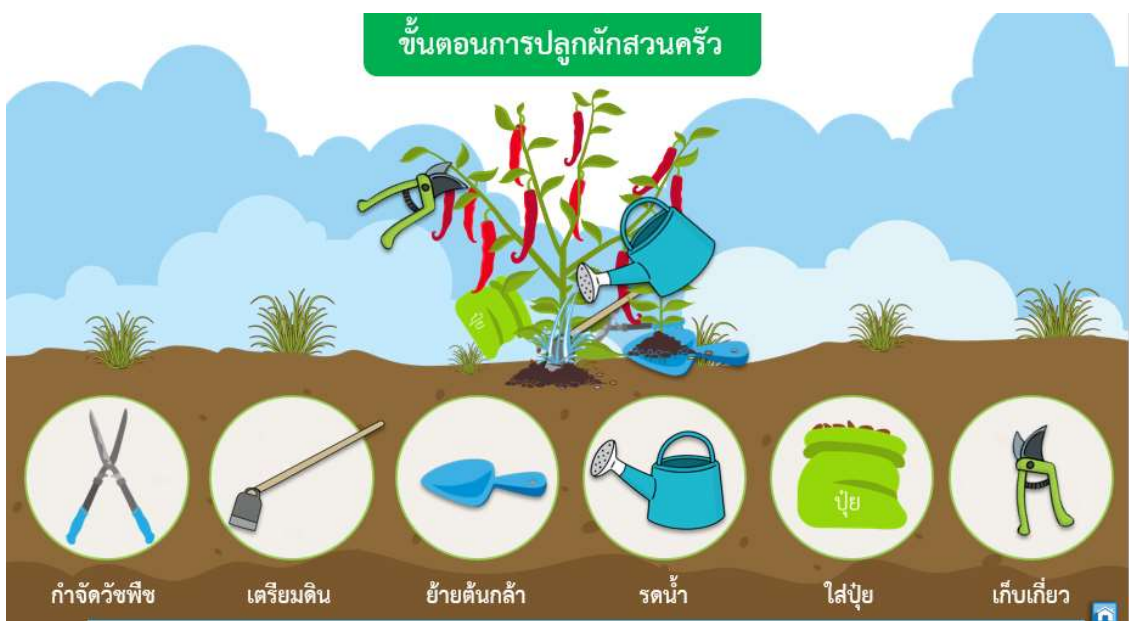 ขั้นตอนการปลูกผักสวนครัว
ปุ๋ย
ปุ๋ย
กำจัดวัชพืช
เตรียมดิน
ย้ายต้นกล้า
รดน้ำ
ใส่ปุ๋ย
เก็บเกี่ยว